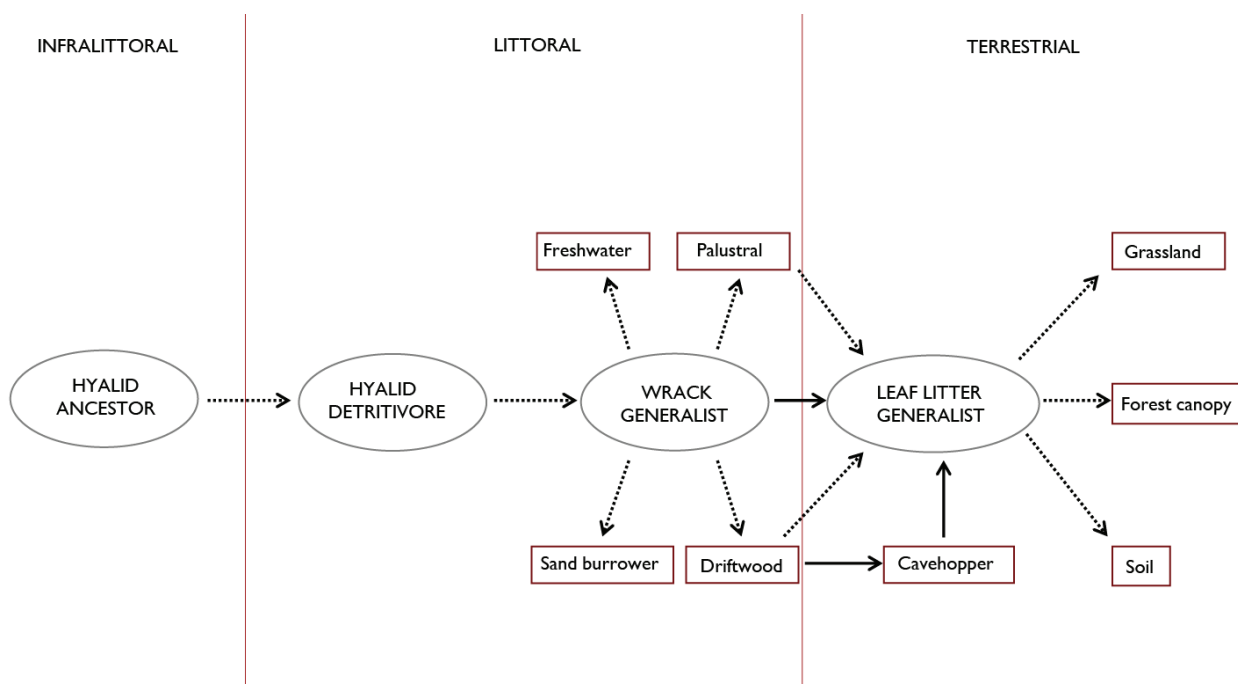 INFRALITTORAL
LITTORAL
TERRESTRIAL
Freshwater
Palustral
Grassland
HYALID
ANCESTOR
HYALID
DETRITIVORE
WRACK
GENERALIST
LEAF LITTER
GENERALIST
Forest canopy
Sand burrower
Driftwood
Cavehopper
Soil